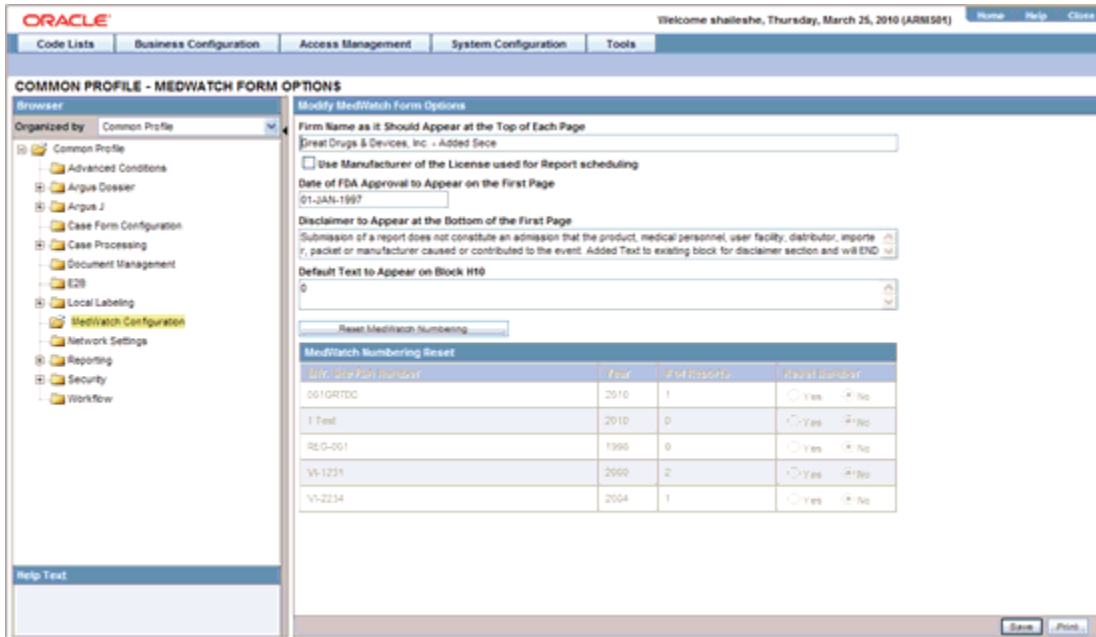 ORACLE
Welcome shaileshe, Thursday, March 25, 2010 (ARMIS01)
Home Help Close
Code Lists Business Configuration Access Management System Configuration Tools
COMMON PROFILE - MEDWATCH FORM OPTIONS
Browser
Organized by Common Profile
Common Profile
Advanced Conditions
Argus Dossier
Argus J
Case Form Configuration
Case Processing
Document Management
E2B
Local Labeling
MedWatch Configuration
Network Settings
Reporting
Security
Workflow
Help Text
Modify MedWatch Form Options
Firm Name as it Should Appear at the Top of Each Page
Great Drugs & Devices, Inc. - Added Sece
Use Manufacturer of the License used for Report scheduling
Date of FDA Approval to Appear on the First Page
01-JAN-1997
Disclaimer to Appear at the Bottom of the First Page
Submission of a report does not constitute an admission that the product, medical personnel, user facility, distributor, importe
r, packet or manufacturer caused or contributed to the event. Added Text to existing block for disclaimer section and will END
Default Text to Appear on Block H10
0
Reset MedWatch Numbering
MedWatch Numbering Reset
Mfr. Site FDA Number Year # of Reports Reset Number
001GRTDC 2010 1 Yes No
1 Test 2010 0 Yes No
REG-001 1996 Yes No
VI-1231 2000 2 Yes No
VI-2234 2004 1 Yes No
Save Print